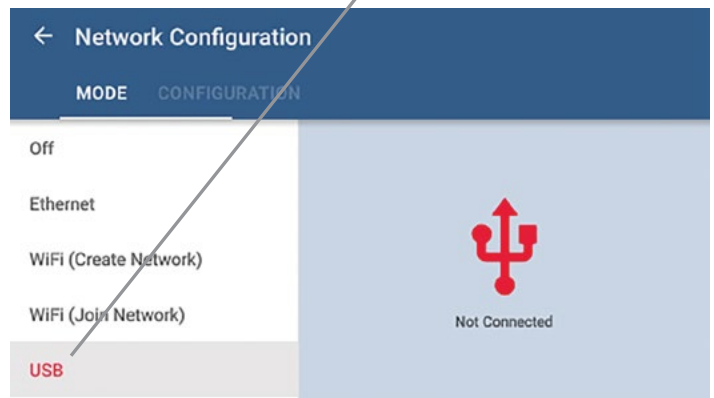 Network Configuration
MODE CONFIGURATION
Off
Ethernet
WiFi (Create Network)
WiFi (Join Network)
USB
Not Connected